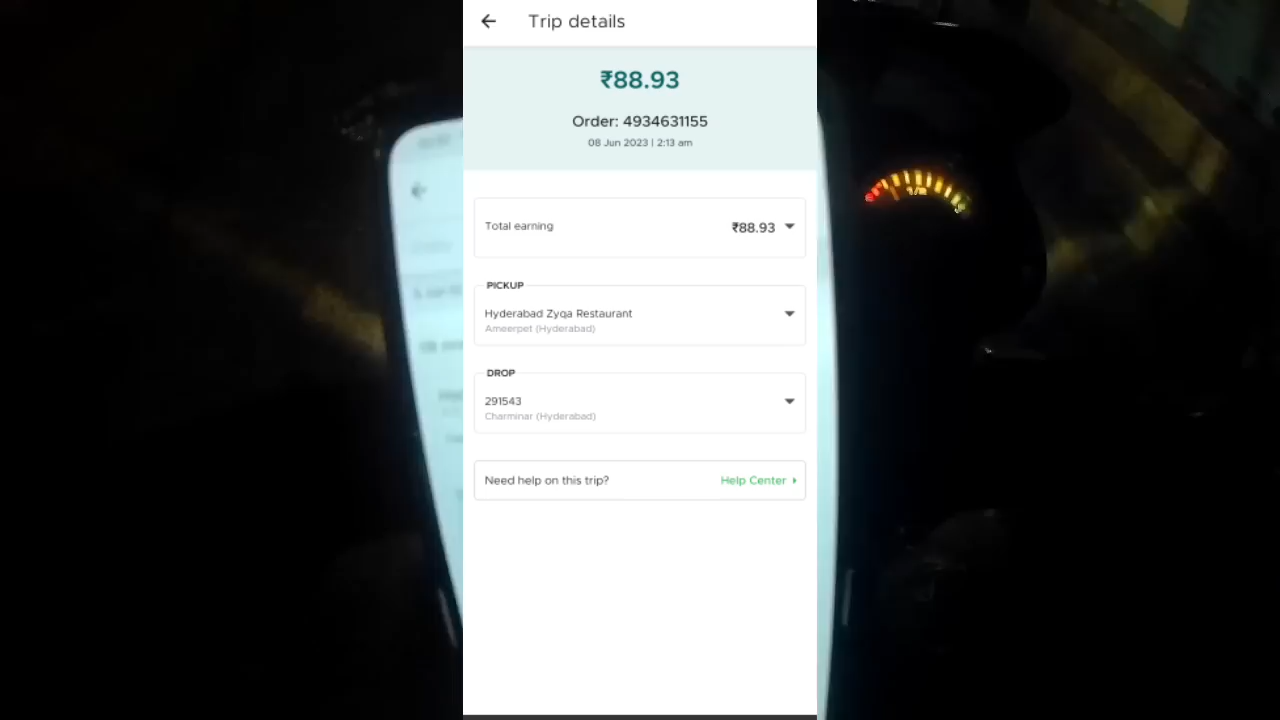 Trip details
₹88.93
Order: 4934631155
08 Jun 2023 | 2:13 am
Total earning
₹88.93
PICKUP
Hyderabad Zyqa Restaurant
Ameerpet (Hyderabad)
DROP
291543
Charminar (Hyderabad)
Need help on this trip?
Help Center